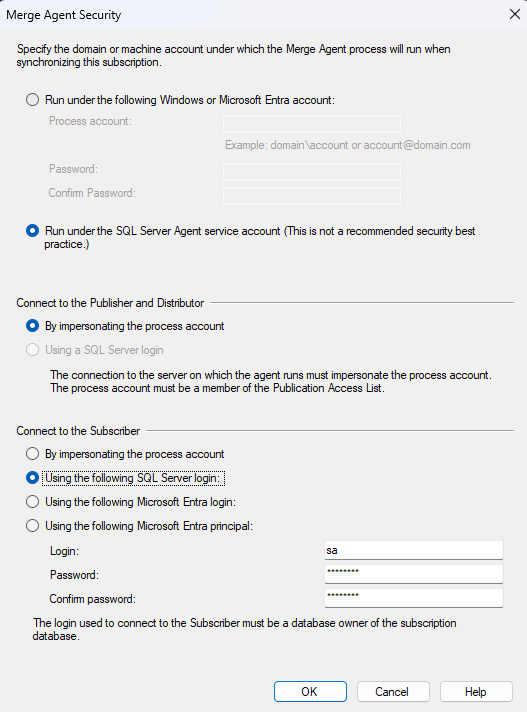 Merge Agent Security
Specify the domain or machine account under which the Merge Agent process will run when
synchronizing this subscription.
Run under the following Windows or Microsoft Entra account:
Process account:
Example: domain\account or account@domain.com
Password:
Confirm Password:
Run under the SQL Server Agent service account (This is not a recommended security best
practice.)
Connect to the Publisher and Distributor
By impersonating the process account
Using a SQL Server login
The connection to the server on which the agent runs must impersonate the process account.
The process account must be a member of the Publication Access List.
Connect to the Subscriber
By impersonating the process account
Using the following SQL Server login:
Using the following Microsoft Entra login:
Using the following Microsoft Entra principal:
Login: sa
Password: ********
Confirm password: ********
The login used to connect to the Subscriber must be a database owner of the subscription
database.
OK Cancel Help